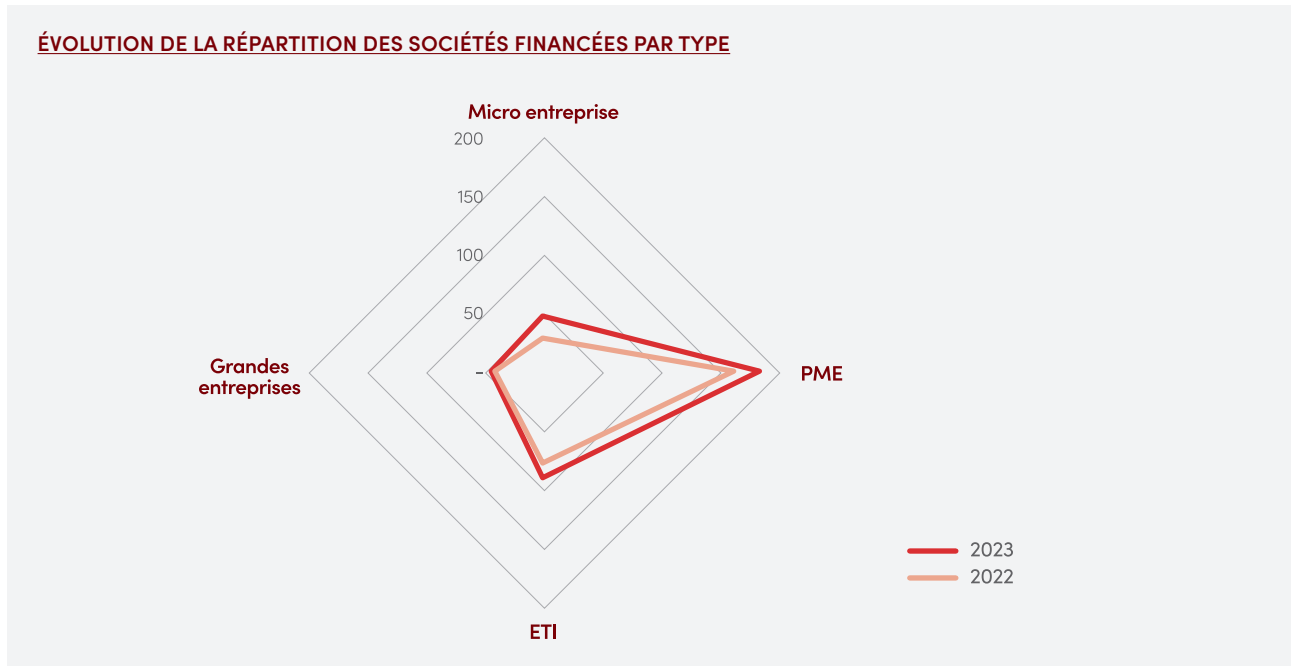 ÉVOLUTION DE LA RÉPARTITION DES SOCIÉTÉS FINANCÉES PAR TYPE
Micro entreprise
200
150
100
50
-
Grandes
entreprises
PME
ETI
2023
2022